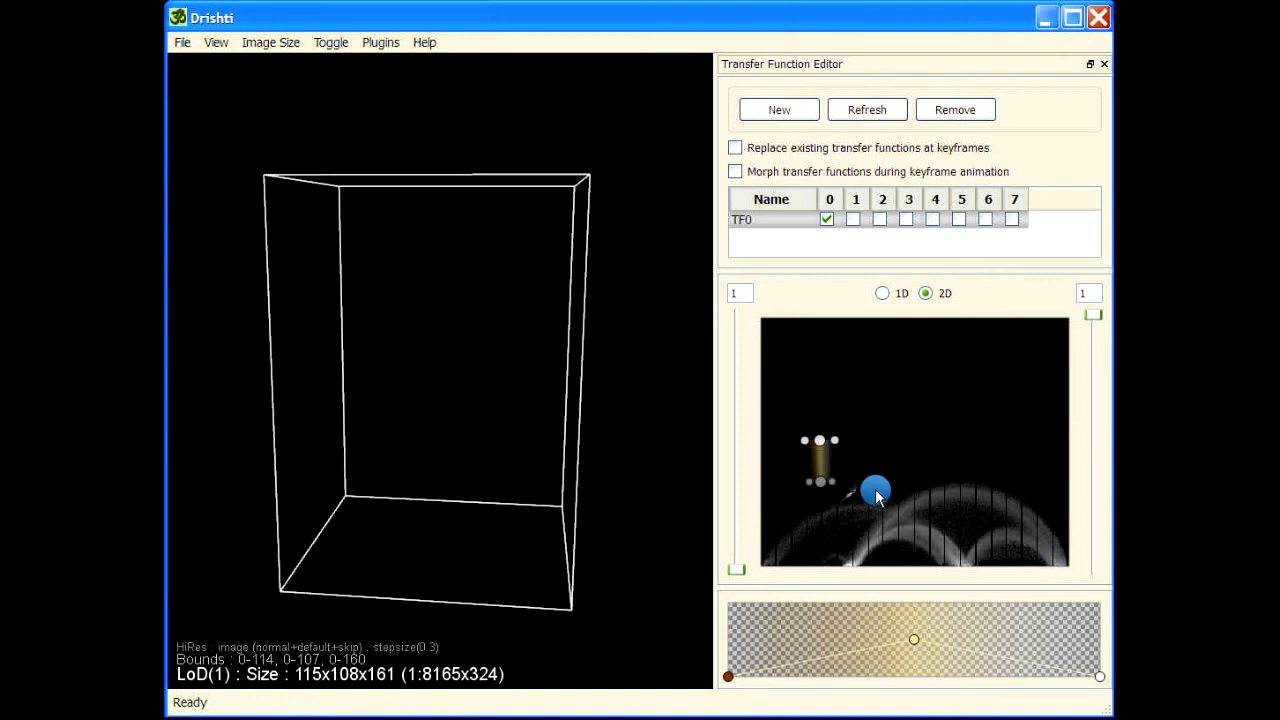 Drishti
File View Image Size Toggle Plugins Help
Transfer Function Editor
New Refresh Remove
Replace existing transfer functions at keyframes
Morph transfer functions during keyframe animation
Name 0 1 2 3 4 5 6 7
TF0
1 1D 2D 1
HiRes image (normal+default+skip) : stepsize(0.3)
Bounds : 0-114, 0-107, 0-160
LoD(1) : Size : 115x108x161 (1:8165x324)
Ready